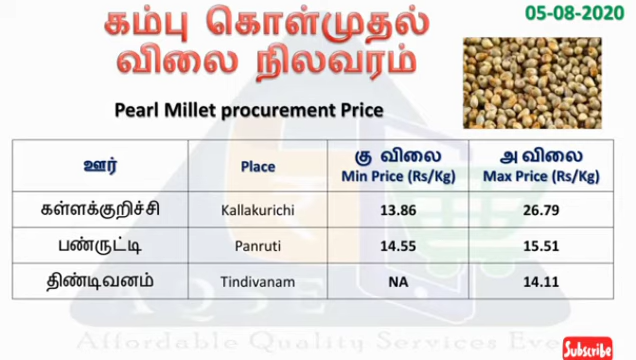 கம்பு கொள்முதல்
விலை நிலவரம்
05-08-2020
Pearl Millet procurement Price
ஊர் Place கு விலை Min Price (Rs/Kg) அ விலை Max Price (Rs/Kg)
கள்ளக்குறிச்சி Kallakurichi 13.86 26.79
பண்ருட்டி Panruti 14.55 15.51
திண்டிவனம் Tindivanam NA 14.11
AQSE
Affordable Quality Services Eve
Subscribe